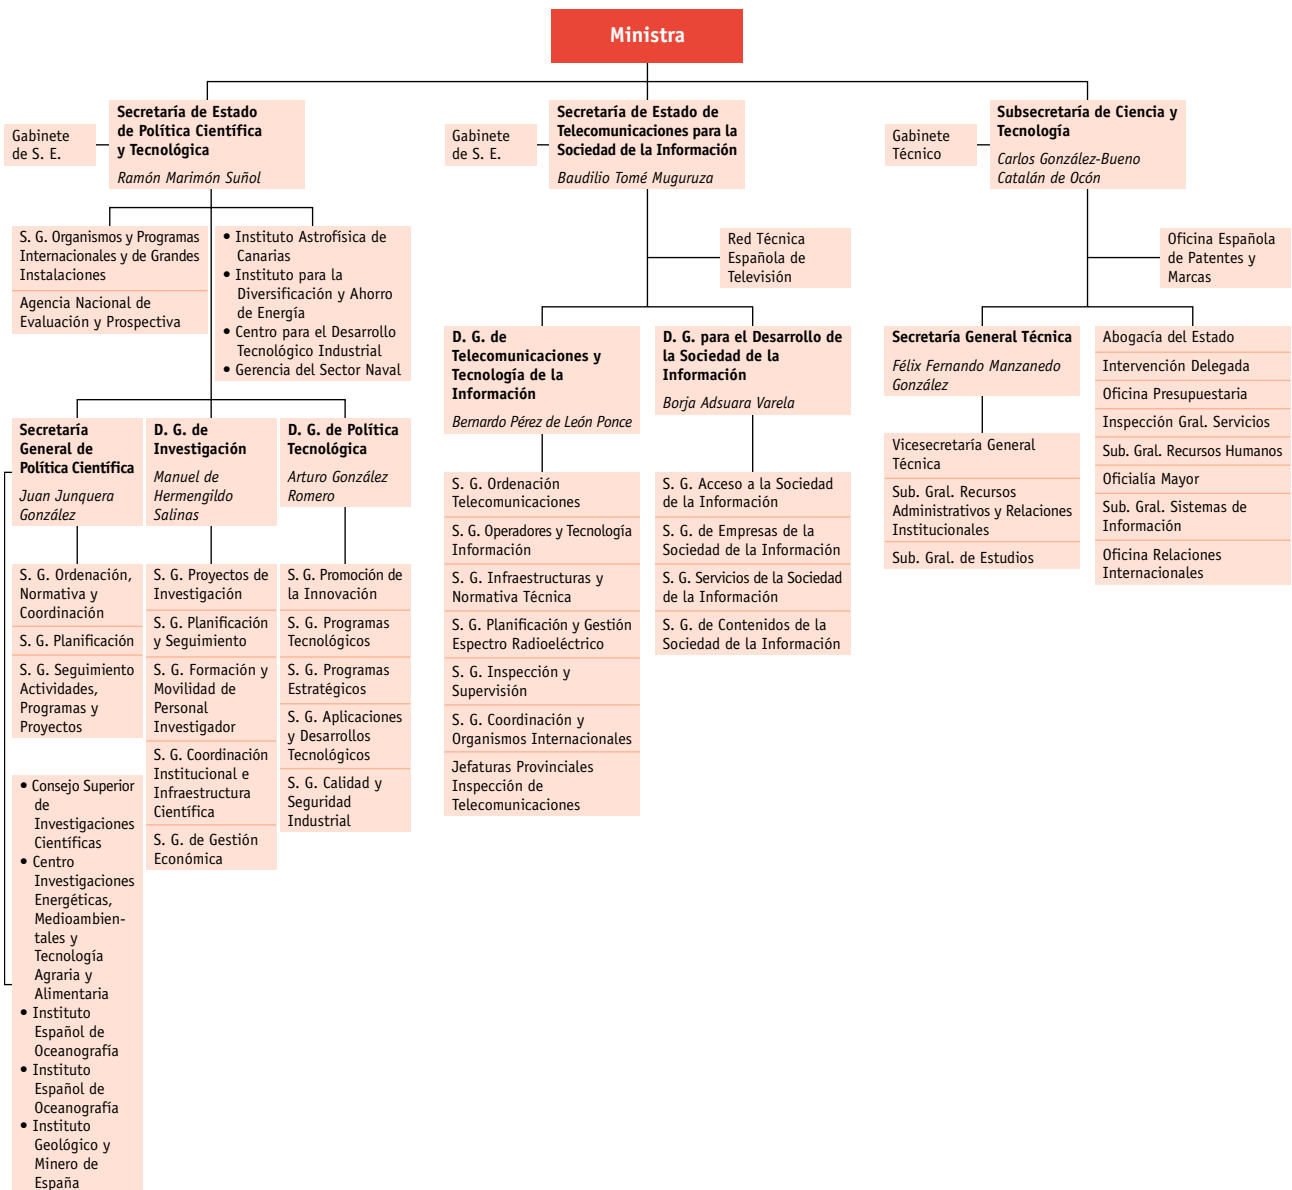 Ministra
Gabinete
de S. E.
Secretaría de Estado
de Política Científica
y Tecnológica
Ramón Marimón Suñol
Gabinete
de S. E.
Secretaría de Estado de
Telecomunicaciones para la
Sociedad de la Información
Baudilio Tomé Muguruza
Gabinete
Técnico
Subsecretaría de Ciencia y
Tecnología
Carlos González-Bueno
Catalán de Ocón
S. G. Organismos y Programas
Internacionales y de Grandes
Instalaciones
Agencia Nacional de
Evaluación y Prospectiva
• Instituto Astrofísica de
Canarias
• Instituto para la
Diversificación y Ahorro
de Energía
• Centro para el Desarrollo
Tecnológico Industrial
• Gerencia del Sector Naval
Red Técnica
Española de
Televisión
Oficina Española
de Patentes y
Marcas
Secretaría
General de
Política Científica
Juan Junquera
González
D. G. de
Investigación
Manuel de
Hermengildo
Salinas
D. G. de Política
Tecnológica
Arturo González
Romero
D. G. de
Telecomunicaciones y
Tecnología de la
Información
Bernardo Pérez de León Ponce
D. G. para el Desarrollo de
la Sociedad de la
Información
Borja Adsuara Varela
Secretaría General Técnica
Félix Fernando Manzanedo
González
Abogacía del Estado
Intervención Delegada
Oficina Presupuestaria
Inspección Gral. Servicios
Sub. Gral. Recursos Humanos
Oficialía Mayor
Sub. Gral. Sistemas de
Información
Oficina Relaciones
Internacionales
Vicesecretaría General
Técnica
Sub. Gral. Recursos
Administrativos y Relaciones
Institucionales
Sub. Gral. de Estudios
S. G. Ordenación,
Normativa y
Coordinación
S. G. Planificación
S. G. Seguimiento
Actividades,
Programas y
Proyectos
S. G. Proyectos de
Investigación
S. G. Planificación
y Seguimiento
S. G. Formación y
Movilidad de
Personal
Investigador
S. G. Coordinación
Institucional e
Infraestructura
Científica
S. G. de Gestión
Económica
S. G. Promoción de
la Innovación
S. G. Programas
Tecnológicos
S. G. Programas
Estratégicos
S. G. Aplicaciones
y Desarrollos
Tecnológicos
S. G. Calidad y
Seguridad
Industrial
S. G. Ordenación
Telecomunicaciones
S. G. Operadores y Tecnología
Información
S. G. Infraestructuras y
Normativa Técnica
S. G. Planificación y Gestión
Espectro Radioeléctrico
S. G. Inspección y
Supervisión
S. G. Coordinación y
Organismos Internacionales
Jefaturas Provinciales
Inspección de
Telecomunicaciones
S. G. Acceso a la Sociedad
de la Información
S. G. de Empresas de la
Sociedad de la Información
S. G. Servicios de la Sociedad
de la Información
S. G. de Contenidos de la
Sociedad de la Información
• Consejo Superior
de
Investigaciones
Científicas
• Centro
Investigaciones
Energéticas,
Medioambien-
tales y
Tecnología
Agraria y
Alimentaria
• Instituto
Español de
Oceanografía
• Instituto
Español de
Oceanografía
• Instituto
Geológico y
Minero de
España